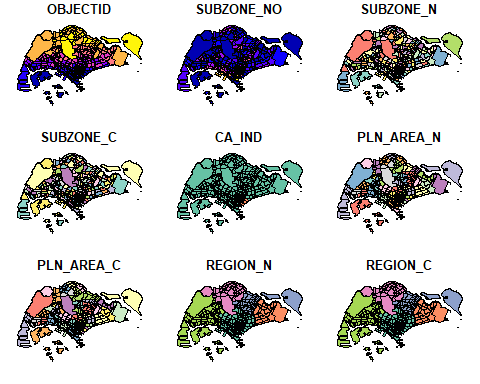 OBJECTID
SUBZONE_NO
SUBZONE_N
SUBZONE_C
CA_IND
PLN_AREA_N
PLN_AREA_C
REGION_N
REGION_C